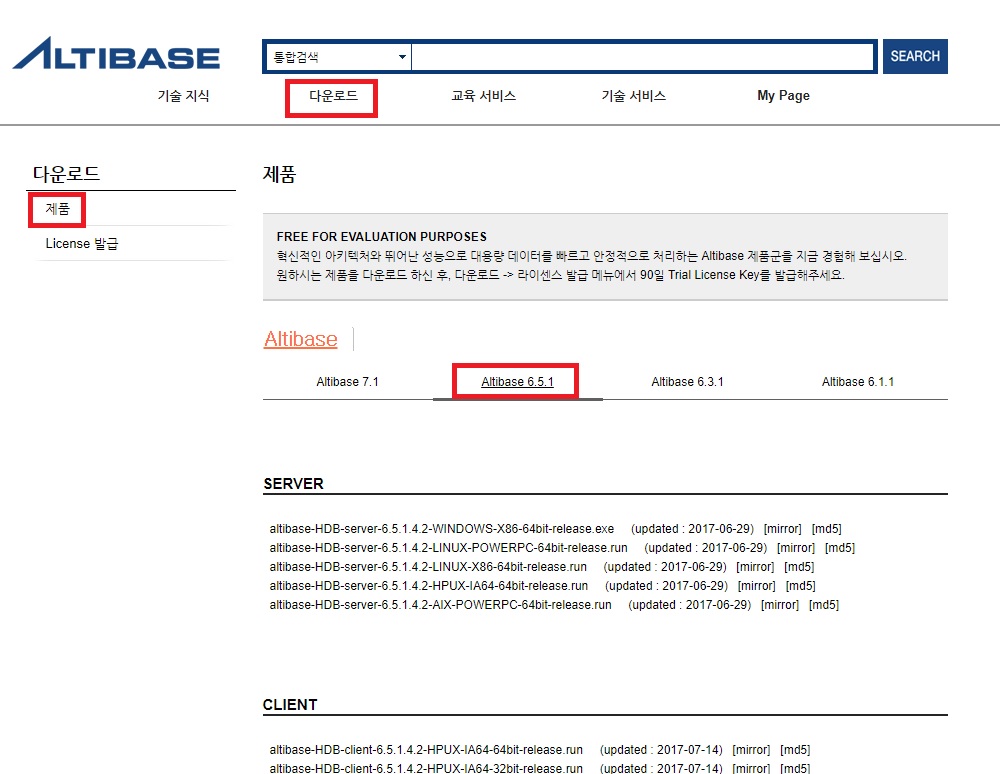 ALTIBASE
통합검색
SEARCH
기술 지식
다운로드
교육 서비스
기술 서비스
My Page
다운로드
제품
License 발급
제품
FREE FOR EVALUATION PURPOSES
혁신적인 아키텍처와 뛰어난 성능으로 대용량 데이터를 빠르고 안정적으로 처리하는 Altibase 제품군을 지금 경험해 보십시오.
원하시는 제품을 다운로드 하신 후, 다운로드 -> 라이센스 발급 메뉴에서 90일 Trial License Key를 발급해주세요.
Altibase
Altibase 7.1
Altibase 6.5.1
Altibase 6.3.1
Altibase 6.1.1
SERVER
altibase-HDB-server-6.5.1.4.2-WINDOWS-X86-64bit-release.exe (updated : 2017-06-29) [mirror] [md5]
altibase-HDB-server-6.5.1.4.2-LINUX-POWERPC-64bit-release.run (updated : 2017-06-29) [mirror] [md5]
altibase-HDB-server-6.5.1.4.2-LINUX-X86-64bit-release.run (updated : 2017-06-29) [mirror] [md5]
altibase-HDB-server-6.5.1.4.2-HPUX-IA64-64bit-release.run (updated : 2017-06-29) [mirror] [md5]
altibase-HDB-server-6.5.1.4.2-AIX-POWERPC-64bit-release.run (updated : 2017-06-29) [mirror] [md5]
CLIENT
altibase-HDB-client-6.5.1.4.2-HPUX-IA64-64bit-release.run (updated : 2017-07-14) [mirror] [md5]
altibase-HDB-client-6.5.1.4.2-HPUX-IA64-32bit-release.run (updated : 2017-07-14) [mirror] [md5]